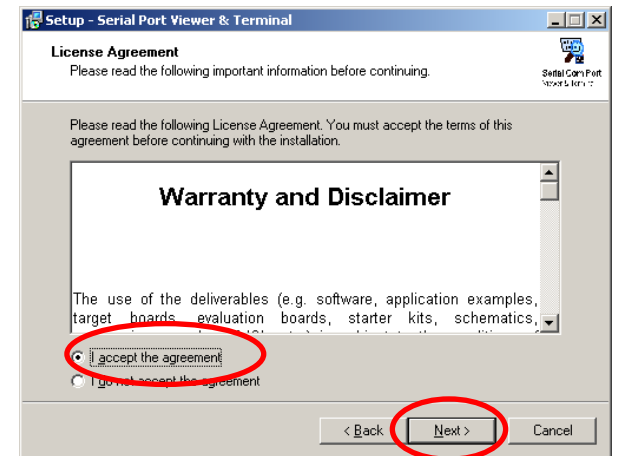 Setup - Serial Port Viewer & Terminal
License Agreement
Please read the following important information before continuing.
Serial Com Port
Please read the following License Agreement. You must accept the terms of this
agreement before continuing with the installation.
Warranty and Disclaimer
The use of the deliverables (e.g. software, application examples,
target boards, evaluation boards, starter kits, schematics,
I accept the agreement
I do not accept the agreement
< Back
Next >
Cancel